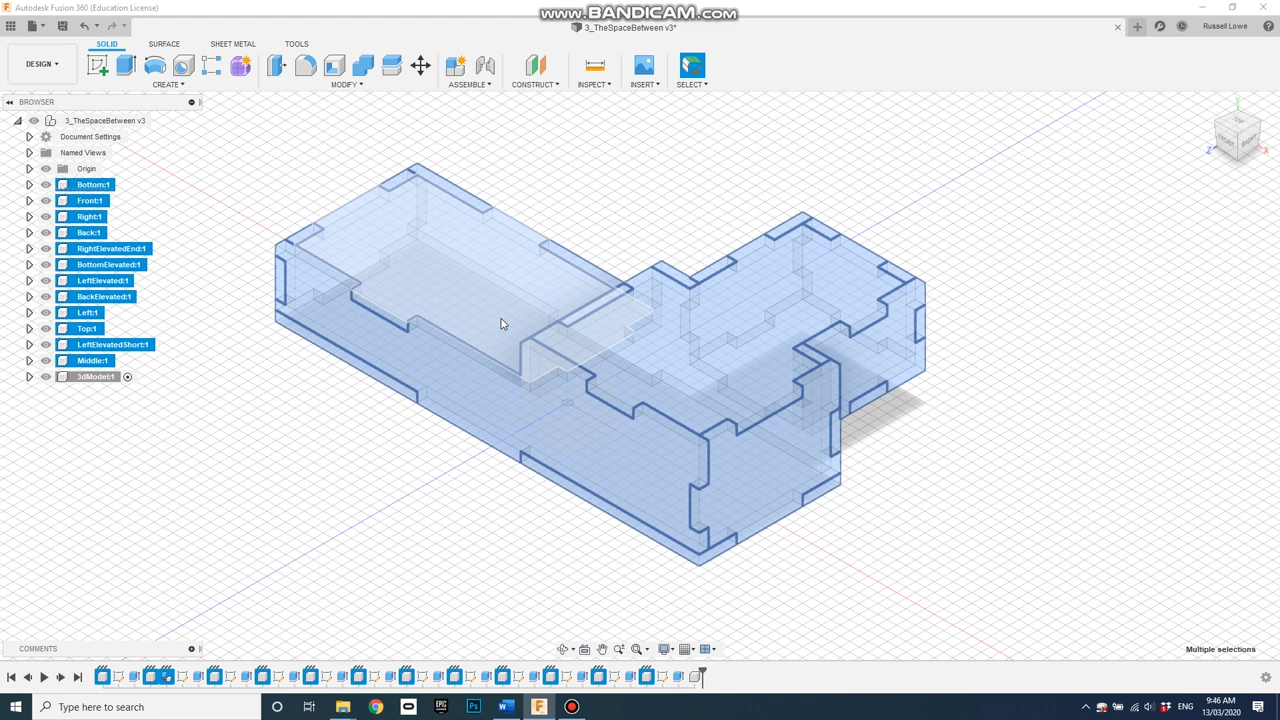 Autodesk Fusion 360 (Education License)
www.BANDICAM.com
3_TheSpaceBetween v3*
Russell Lowe
SOLID SURFACE SHEET METAL TOOLS
DESIGN
CREATE MODIFY ASSEMBLE CONSTRUCT INSPECT INSERT SELECT
BROWSER
3_TheSpaceBetween v3
Document Settings
Named Views
Origin
Bottom:1
Front:1
Right:1
Back:1
RightElevatedEnd:1
BottomElevated:1
LeftElevated:1
BackElevated:1
Left:1
Top:1
LeftElevatedShort:1
Middle:1
3dModel:1
Y
Z
X
TOP
FRONT
RIGHT
COMMENTS
Multiple selections
Type here to search
ENG
9:46 AM
13/03/2020